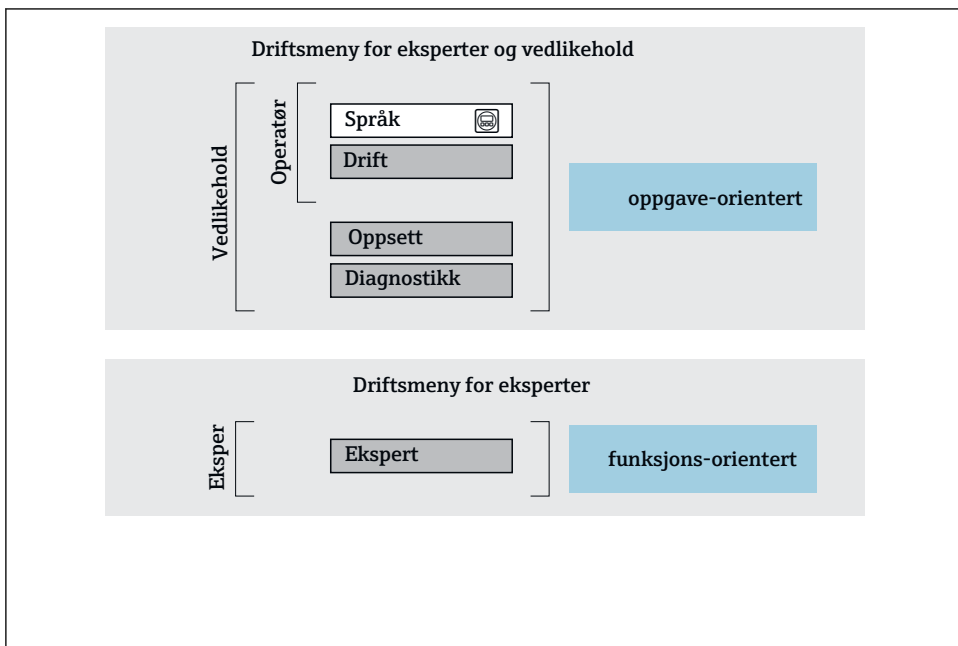 Driftsmeny for eksperter og vedlikehold
Vedlikehold
Operatør
Språk
Drift
Oppsett
Diagnostikk
oppgave-orientert
Driftsmeny for eksperter
Eksper
Ekspert
funksjons-orientert